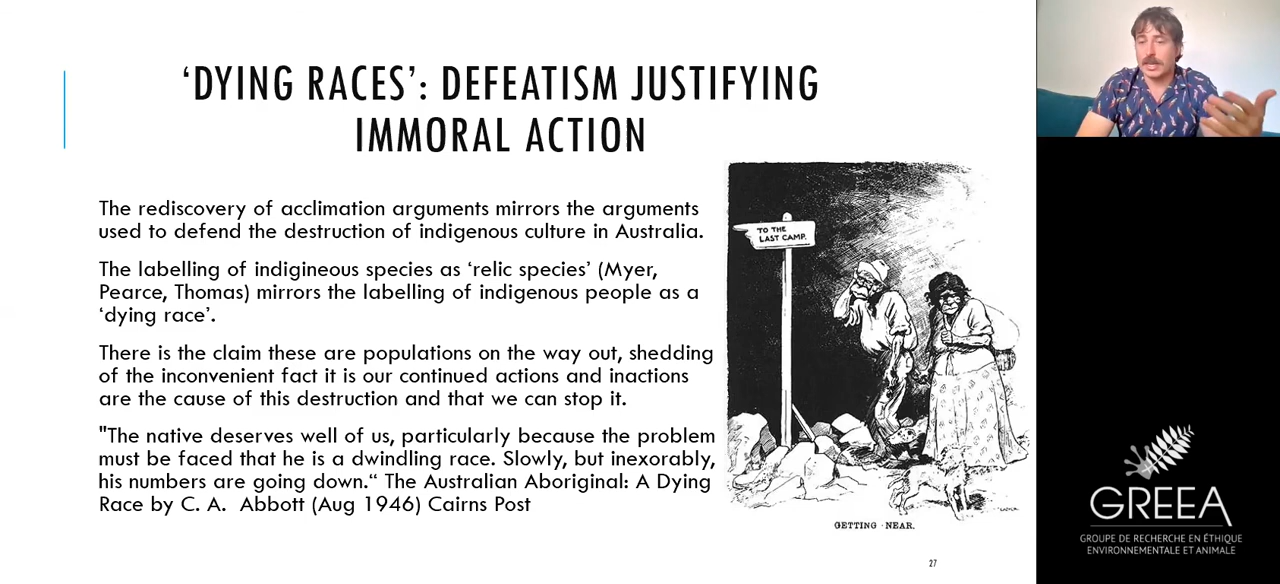 ‘DYING RACES’: DEFEATISM JUSTIFYING
IMMORAL ACTION
The rediscovery of acclimation arguments mirrors the arguments
used to defend the destruction of indigenous culture in Australia.
The labelling of indigineous species as ‘relic species’ (Myer,
Pearce, Thomas) mirrors the labelling of indigenous people as a
‘dying race’.
There is the claim these are populations on the way out, shedding
of the inconvenient fact it is our continued actions and inactions
are the cause of this destruction and that we can stop it.
"The native deserves well of us, particularly because the problem
must be faced that he is a dwindling race. Slowly, but inexorably,
his numbers are going down.“ The Australian Aboriginal: A Dying
Race by C. A. Abbott (Aug 1946) Cairns Post
TO THE
LAST CAMP.
GETTING NEAR.
27
GREEA
GROUPE DE RECHERCHE EN ÉTHIQUE
ENVIRONNEMENTALE ET ANIMALE